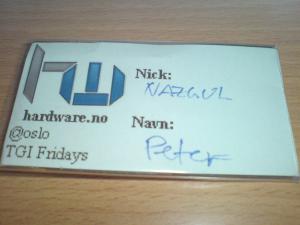 Nick:
NAZGUL
hardware.no
Navn:
@oslo
Peter
TGI Fridays